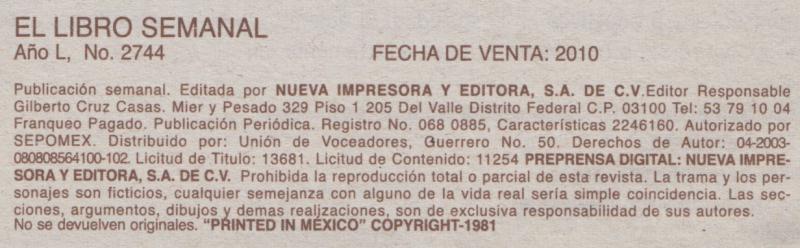 EL LIBRO SEMANAL
Año L, No. 2744 FECHA DE VENTA: 2010
Publicación semanal. Editada por NUEVA IMPRESORA Y EDITORA, S.A. DE C.V.Editor Responsable
Gilberto Cruz Casas. Mier y Pesado 329 Piso 1 205 Del Valle Distrito Federal C.P. 03100 Tel: 53 79 10 04
Franqueo Pagado. Publicación Periódica. Registro No. 068 0885, Características 2246160. Autorizado por
SEPOMEX. Distribuido por: Unión de Voceadores, Guerrero No. 50. Derechos de Autor: 04-2003-
080808564100-102. Licitud de Titulo: 13681. Licitud de Contenido: 11254 PREPRENSA DIGITAL: NUEVA IMPRE-
SORA Y EDITORA, S.A. DE C.V. Prohibida la reproducción total o parcial de esta revista. La trama y los per-
sonajes son ficticios, cualquier semejanza con alguno de la vida real sería simple coincidencia. Las sec-
ciones, argumentos, dibujos y demas realizaciones, son de exclusiva responsabilidad de sus autores.
No se devuelven originales. "PRINTED IN MÉXICO" COPYRIGHT-1981